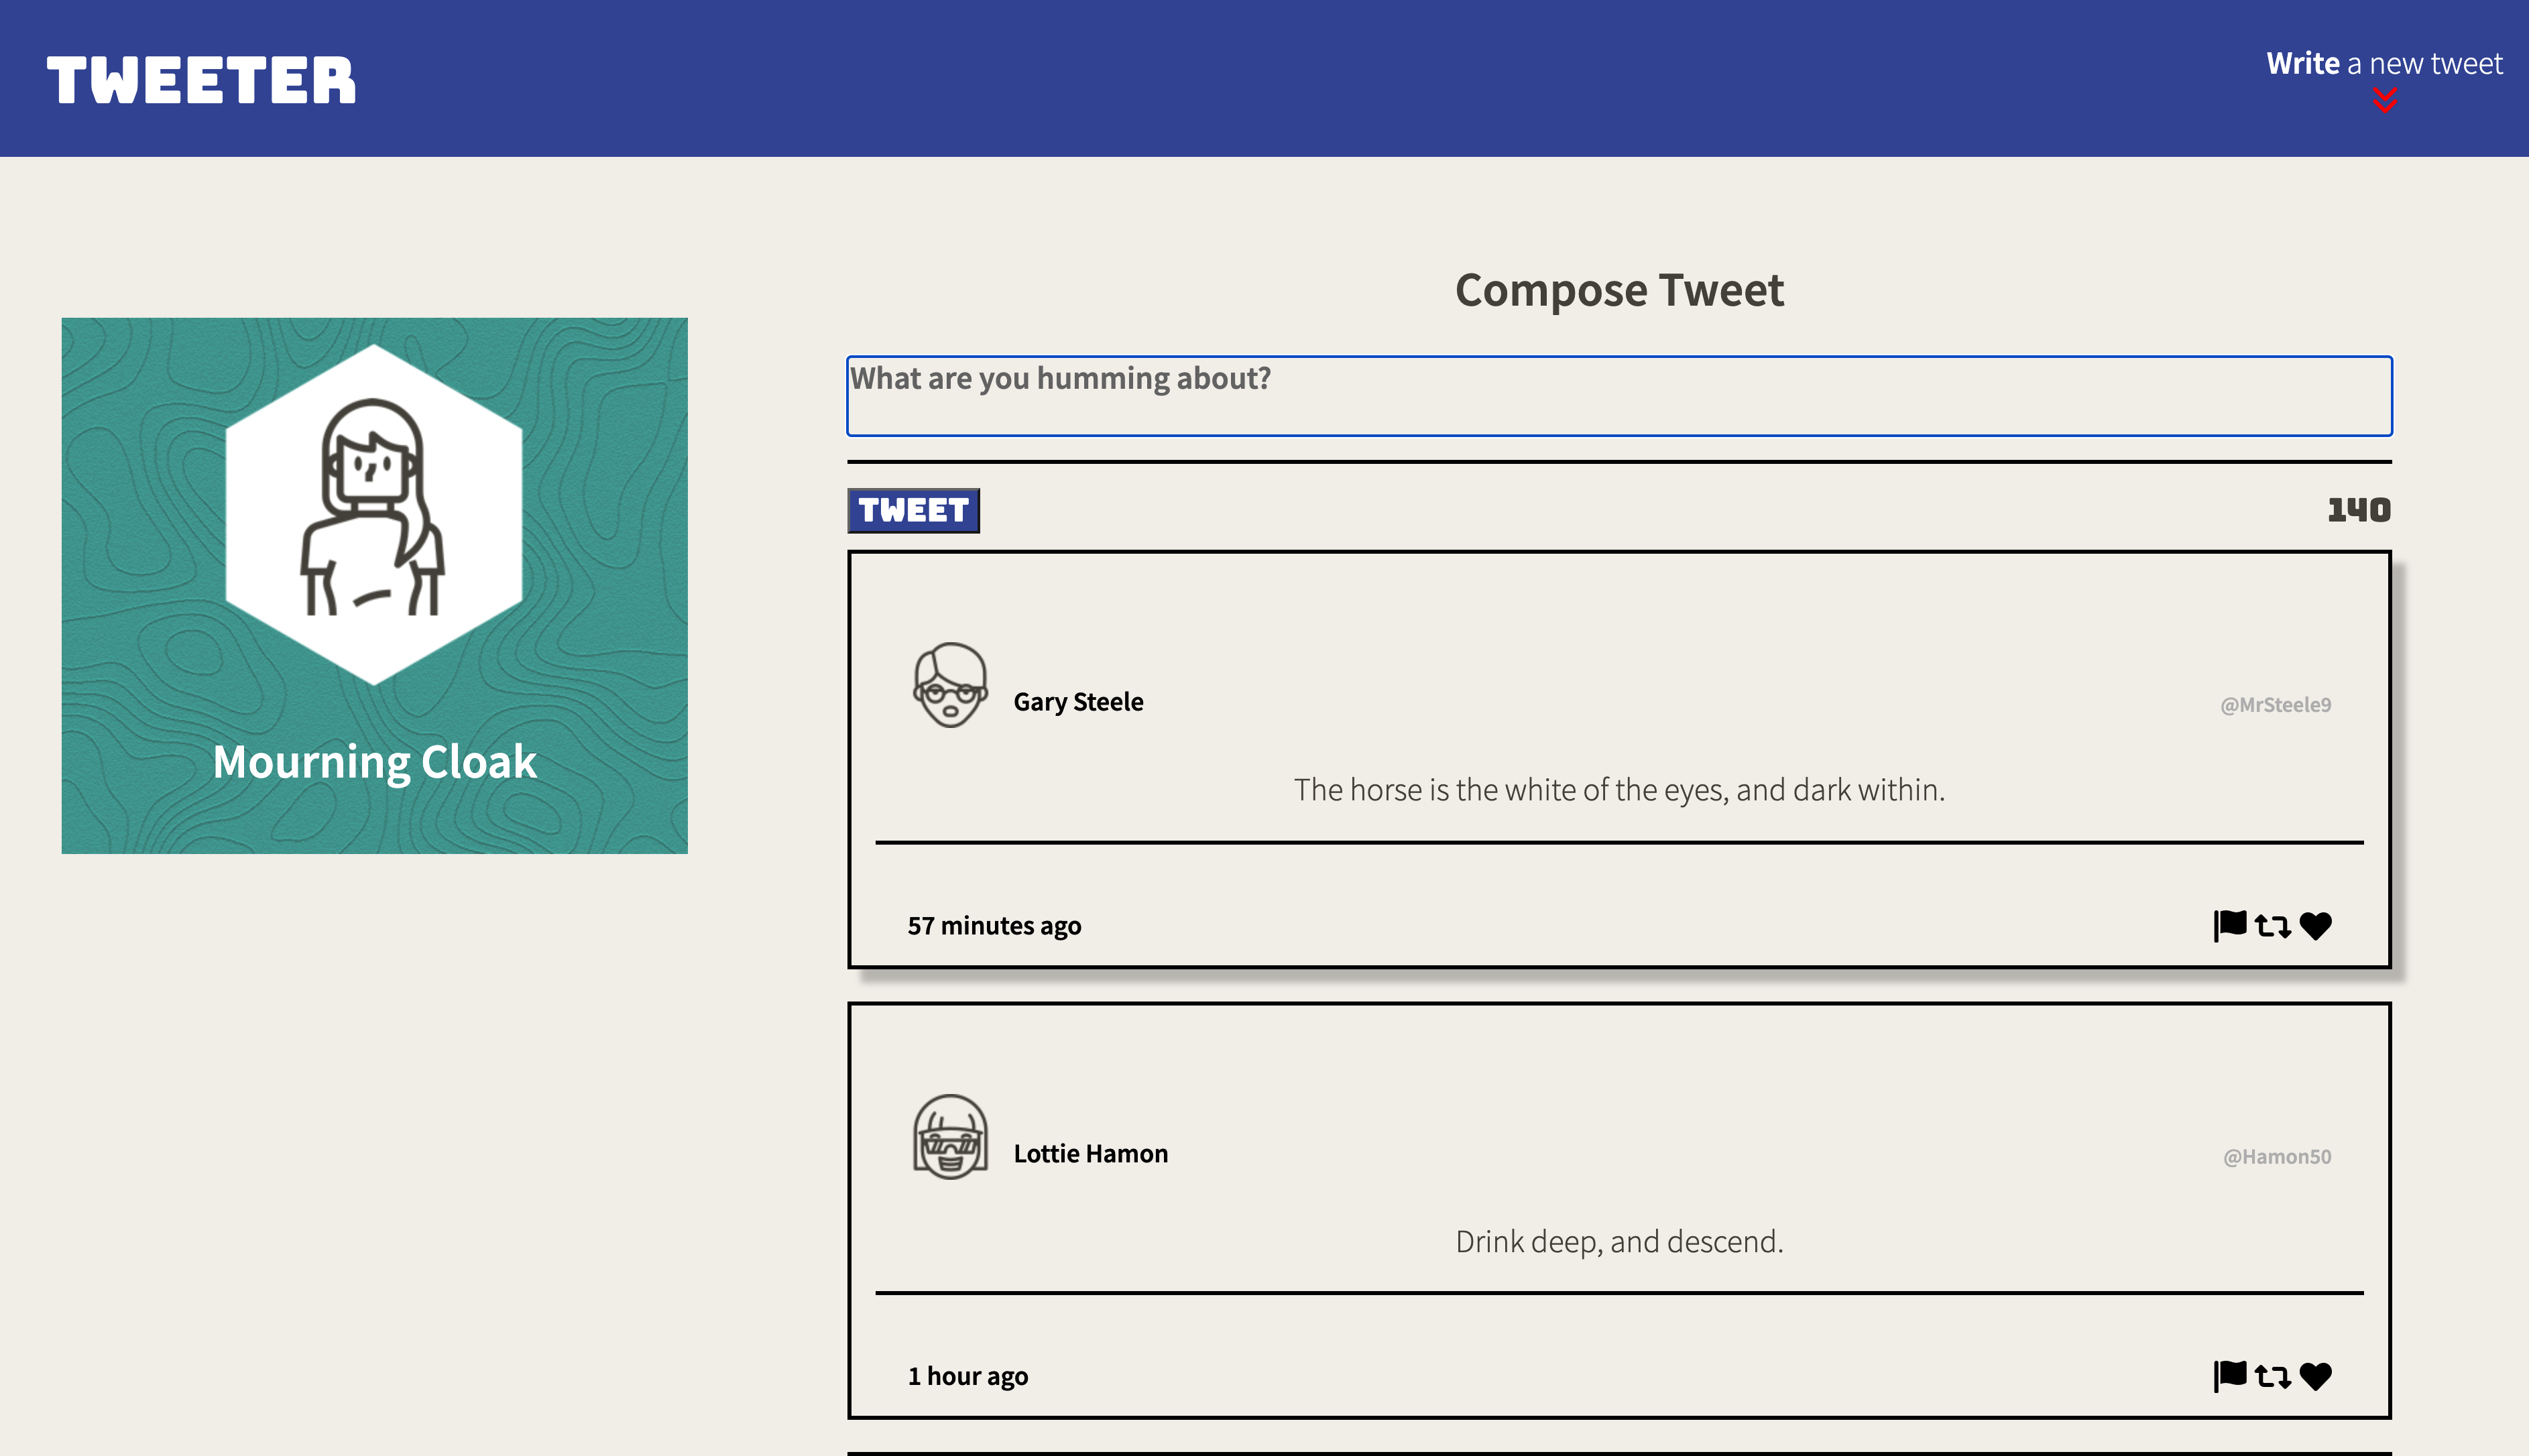 TWEETER
Write a new tweet
Mourning Cloak
Compose Tweet
What are you humming about?
TWEET
140
Gary Steele
@MrSteele9
The horse is the white of the eyes, and dark within.
57 minutes ago
Lottie Hamon
@Hamon50
Drink deep, and descend.
1 hour ago